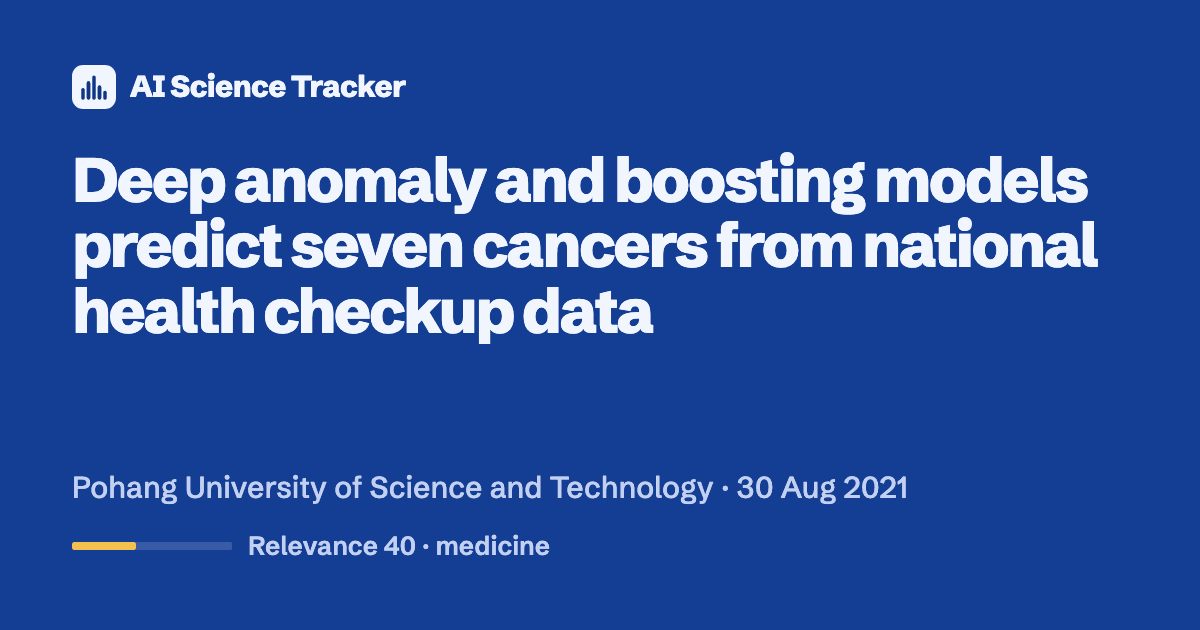 AI Science Tracker
Deep anomaly and boosting models
predict seven cancers from national
health checkup data
Pohang University of Science and Technology · 30 Aug 2021
Relevance 40 · medicine